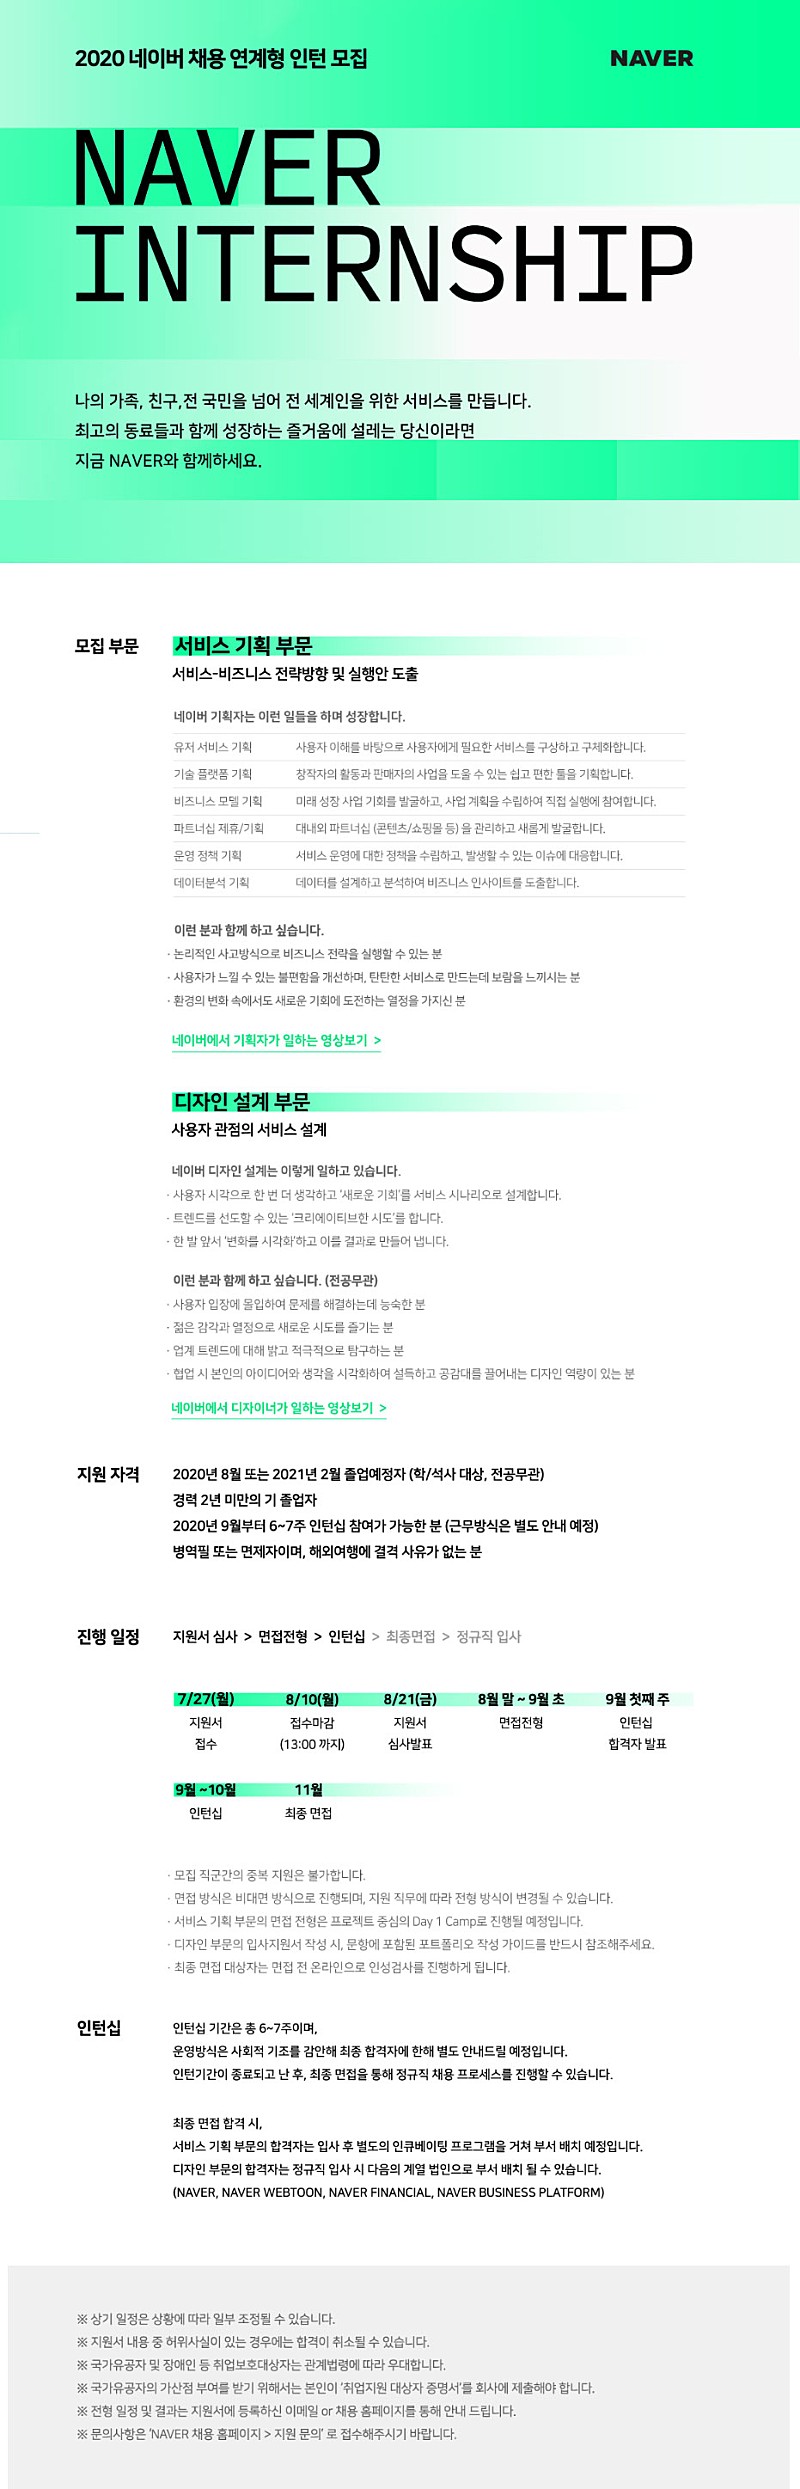 2020 네이버 채용 연계형 인턴 모집
NAVER
NAVER
INTERNSHIP
나의 가족, 친구,전 국민을 넘어 전 세계인을 위한 서비스를 만듭니다.
최고의 동료들과 함께 성장하는 즐거움에 설레는 당신이라면
지금 NAVER와 함께하세요.
모집 부문
서비스 기획 부문
서비스-비즈니스 전략방향 및 실행안 도출
네이버 기획자는 이런 일들을 하며 성장합니다.
유저 서비스 기획 사용자 이해를 바탕으로 사용자에게 필요한 서비스를 구상하고 구체화합니다.
기술 플랫폼 기획 창작자의 활동과 판매자의 사업을 도울 수 있는 쉽고 편한 툴을 기획합니다.
비즈니스 모델 기획 미래 성장 사업 기회를 발굴하고, 사업 계획을 수립하여 직접 실행에 참여합니다.
파트너십 제휴/기획 대내외 파트너십 (콘텐츠/쇼핑몰 등) 을 관리하고 새롭게 발굴합니다.
운영 정책 기획 서비스 운영에 대한 정책을 수립하고, 발생할 수 있는 이슈에 대응합니다.
데이터분석 기획 데이터를 설계하고 분석하여 비즈니스 인사이트를 도출합니다.
이런 분과 함께 하고 싶습니다.
· 논리적인 사고방식으로 비즈니스 전략을 실행할 수 있는 분
· 사용자가 느낄 수 있는 불편함을 개선하며, 탄탄한 서비스로 만드는데 보람을 느끼시는 분
· 환경의 변화 속에서도 새로운 기회에 도전하는 열정을 가지신 분
네이버에서 기획자가 일하는 영상보기 >
디자인 설계 부문
사용자 관점의 서비스 설계
네이버 디자인 설계는 이렇게 일하고 있습니다.
· 사용자 시각으로 한 번 더 생각하고 '새로운 기회'를 서비스 시나리오로 설계합니다.
· 트렌드를 선도할 수 있는 '크리에이티브한 시도'를 합니다.
· 한 발 앞서 '변화를 시각화'하고 이를 결과로 만들어 냅니다.
이런 분과 함께 하고 싶습니다. (전공무관)
· 사용자 입장에 몰입하여 문제를 해결하는데 능숙한 분
· 젊은 감각과 열정으로 새로운 시도를 즐기는 분
· 업계 트렌드에 대해 밝고 적극적으로 탐구하는 분
· 협업 시 본인의 아이디어와 생각을 시각화하여 설득하고 공감대를 끌어내는 디자인 역량이 있는 분
네이버에서 디자이너가 일하는 영상보기 >
지원 자격
2020년 8월 또는 2021년 2월 졸업예정자 (학/석사 대상, 전공무관)
경력 2년 미만의 기 졸업자
2020년 9월부터 6~7주 인턴십 참여가 가능한 분 (근무방식은 별도 안내 예정)
병역필 또는 면제자이며, 해외여행에 결격 사유가 없는 분
진행 일정
지원서 심사 > 면접전형 > 인턴십 > 최종면접 > 정규직 입사
7/27(월) 8/10(월) 8/21(금) 8월 말 ~ 9월 초 9월 첫째 주
지원서 접수마감 지원서 면접전형 인턴십
접수 (13:00 까지) 심사발표 합격자 발표
9월 ~10월 11월
인턴십 최종 면접
· 모집 직군간의 중복 지원은 불가합니다.
· 면접 방식은 비대면 방식으로 진행되며, 지원 직무에 따라 전형 방식이 변경될 수 있습니다.
· 서비스 기획 부문의 면접 전형은 프로젝트 중심의 Day 1 Camp로 진행될 예정입니다.
· 디자인 부문의 입사지원서 작성 시, 문항에 포함된 포트폴리오 작성 가이드를 반드시 참조해주세요.
· 최종 면접 대상자는 면접 전 온라인으로 인성검사를 진행하게 됩니다.
인턴십
인턴십 기간은 총 6~7주이며,
운영방식은 사회적 기조를 감안해 최종 합격자에 한해 별도 안내드릴 예정입니다.
인턴기간이 종료되고 난 후, 최종 면접을 통해 정규직 채용 프로세스를 진행할 수 있습니다.
최종 면접 합격 시,
서비스 기획 부문의 합격자는 입사 후 별도의 인큐베이팅 프로그램을 거쳐 부서 배치 예정입니다.
디자인 부문의 합격자는 정규직 입사 시 다음의 계열 법인으로 부서 배치 될 수 있습니다.
(NAVER, NAVER WEBTOON, NAVER FINANCIAL, NAVER BUSINESS PLATFORM)
※ 상기 일정은 상황에 따라 일부 조정될 수 있습니다.
※ 지원서 내용 중 허위사실이 있는 경우에는 합격이 취소될 수 있습니다.
※ 국가유공자 및 장애인 등 취업보호대상자는 관계법령에 따라 우대합니다.
※ 국가유공자의 가산점 부여를 받기 위해서는 본인이 '취업지원 대상자 증명서'를 회사에 제출해야 합니다.
※ 전형 일정 및 결과는 지원서에 등록하신 이메일 or 채용 홈페이지를 통해 안내 드립니다.
※ 문의사항은 'NAVER 채용 홈페이지 > 지원 문의' 로 접수해주시기 바랍니다.